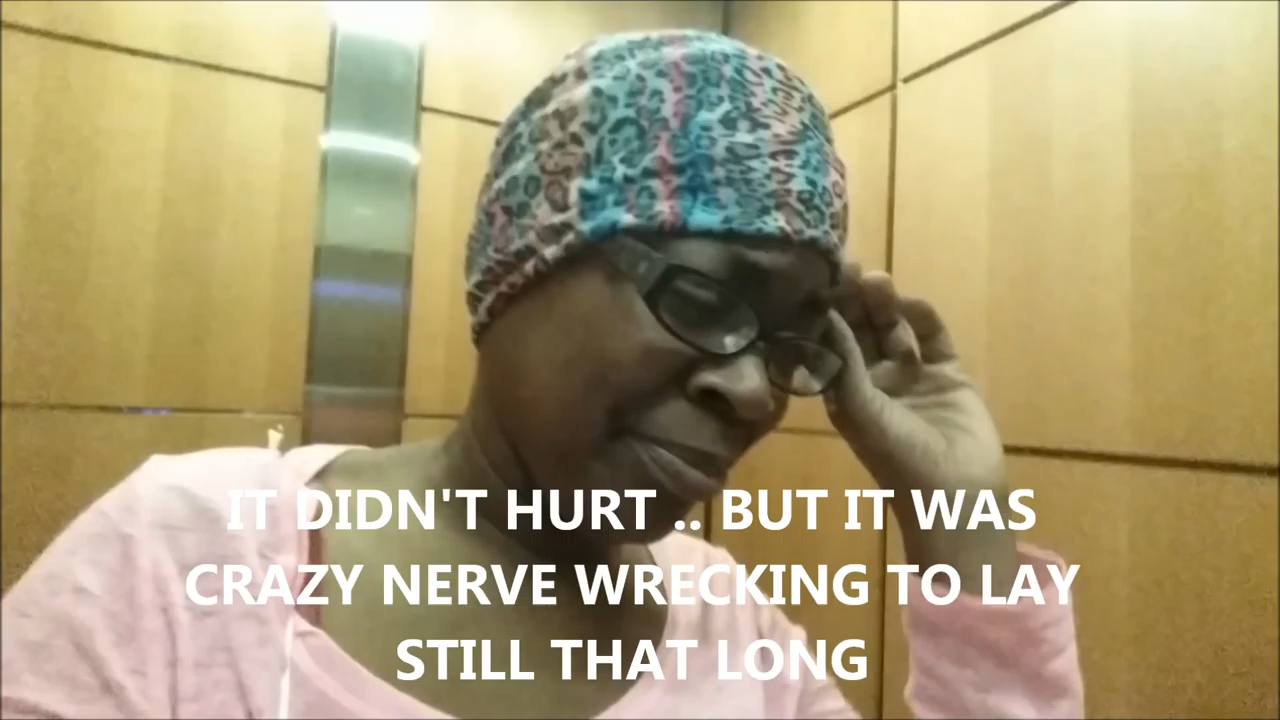 IT DIDN'T HURT .. BUT IT WAS
CRAZY NERVE WRECKING TO LAY
STILL THAT LONG